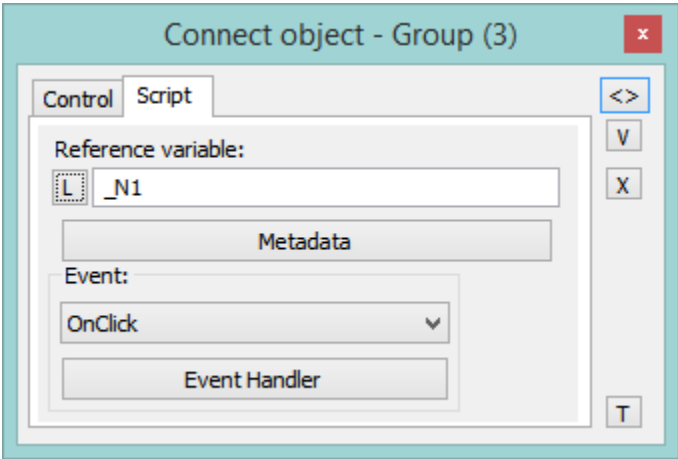 Connect object - Group (3)
x
Control Script
<>
V
Reference variable:
L _N1
X
Metadata
Event:
OnClick
Event Handler
T